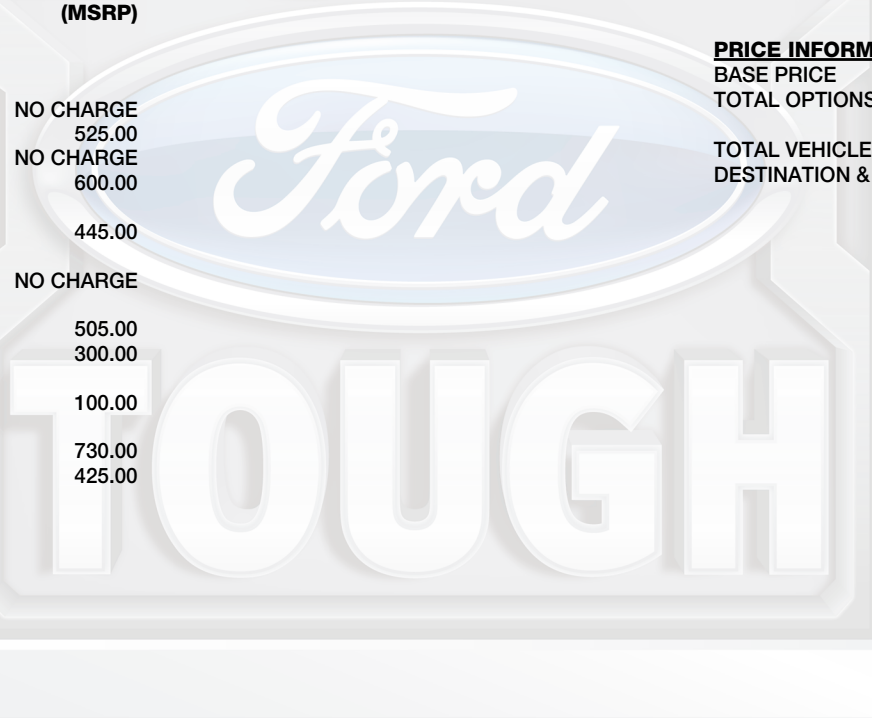 (MSRP)
NO CHARGE
525.00
NO CHARGE
600.00
445.00
NO CHARGE
505.00
300.00
100.00
730.00
425.00
PRICE INFORM
BASE PRICE
TOTAL OPTIONS
TOTAL VEHICLE
DESTINATION &
Ford
TOUGH